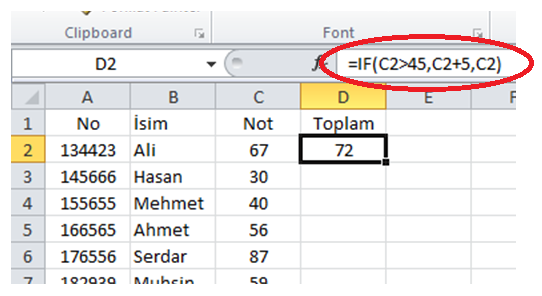 Clipboard Font
D2 fx =IF(C2>45,C2+5,C2)
A B C D E F
1 No İsim Not Toplam
2 134423 Ali 67 72
3 145666 Hasan 30
4 155655 Mehmet 40
5 166565 Ahmet 56
6 176556 Serdar 87
7 182939 Muhsin 59